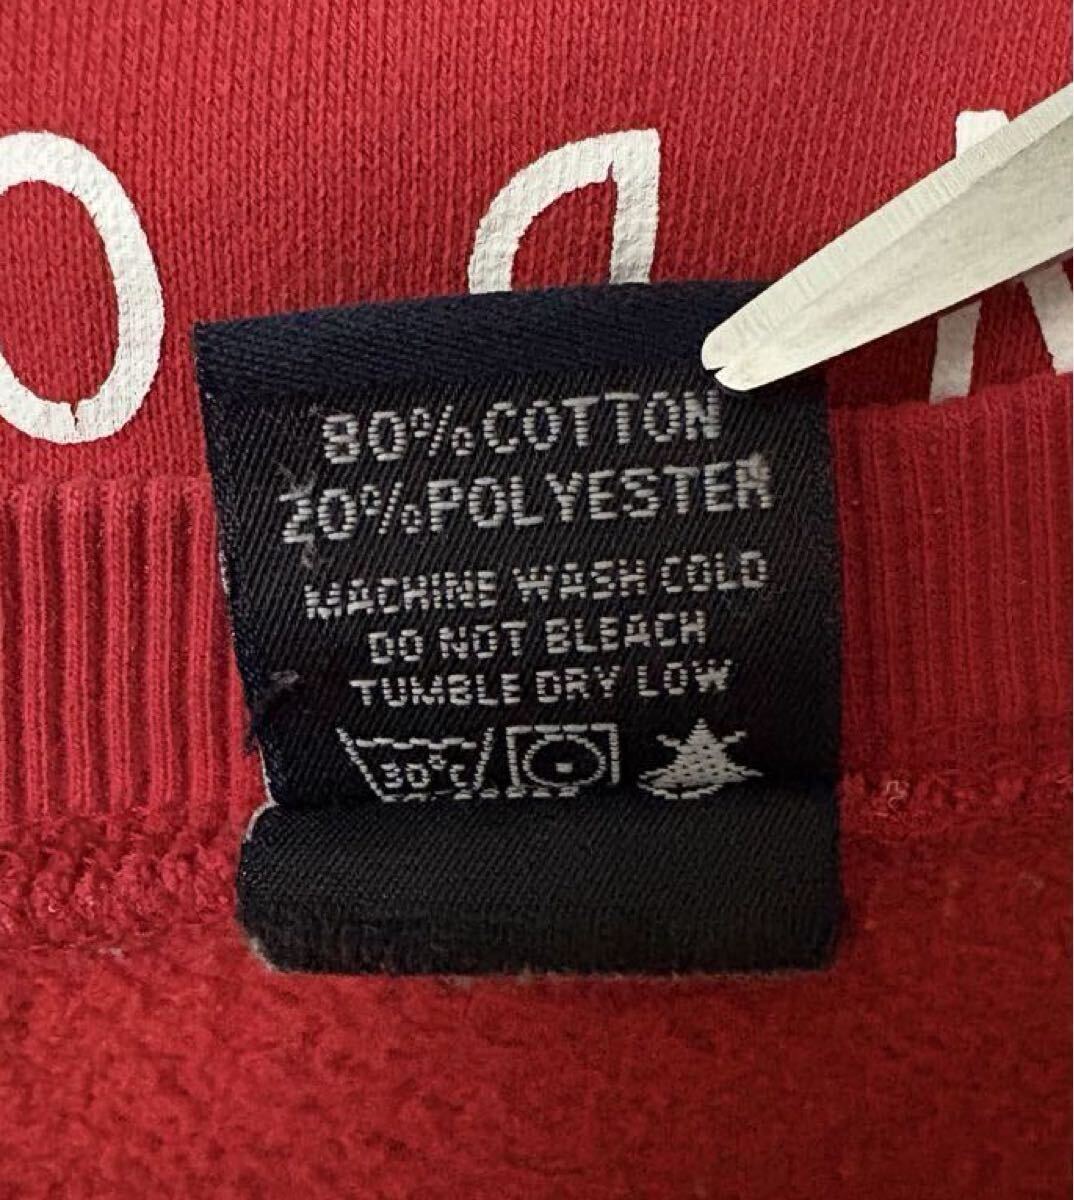 80% COTTON
20% POLYESTER
MACHINE WASH COLD
DO NOT BLEACH
TUMBLE DRY LOW
30°C